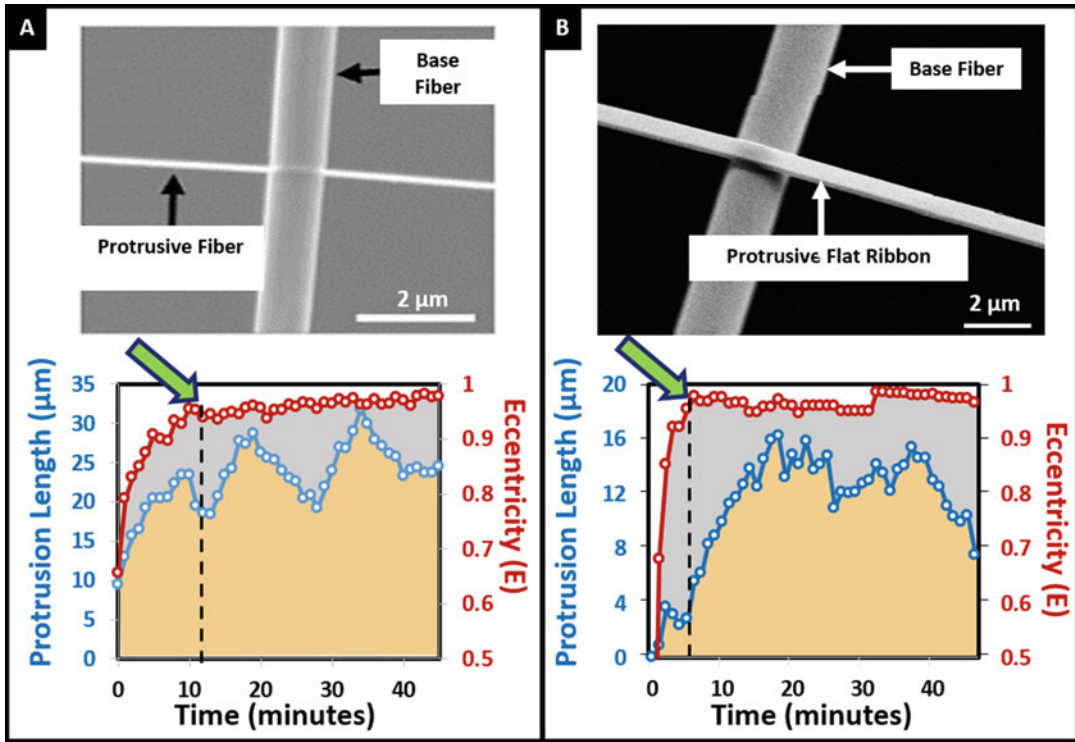 A
Base
Fiber
Protrusive Fiber
2 μm
B
Base Fiber
Protrusive Flat Ribbon
2 μm
Protrusion Length (μm)
35
30
25
20
15
10
5
0
0 10 20 30 40
Time (minutes)
1
0.9
0.8
0.7
0.6
0.5
Eccentricity (E)
Protrusion Length (μm)
20
16
12
8
4
0
0 10 20 30 40
Time (minutes)
1
0.9
0.8
0.7
0.6
0.5
Eccentricity (E)